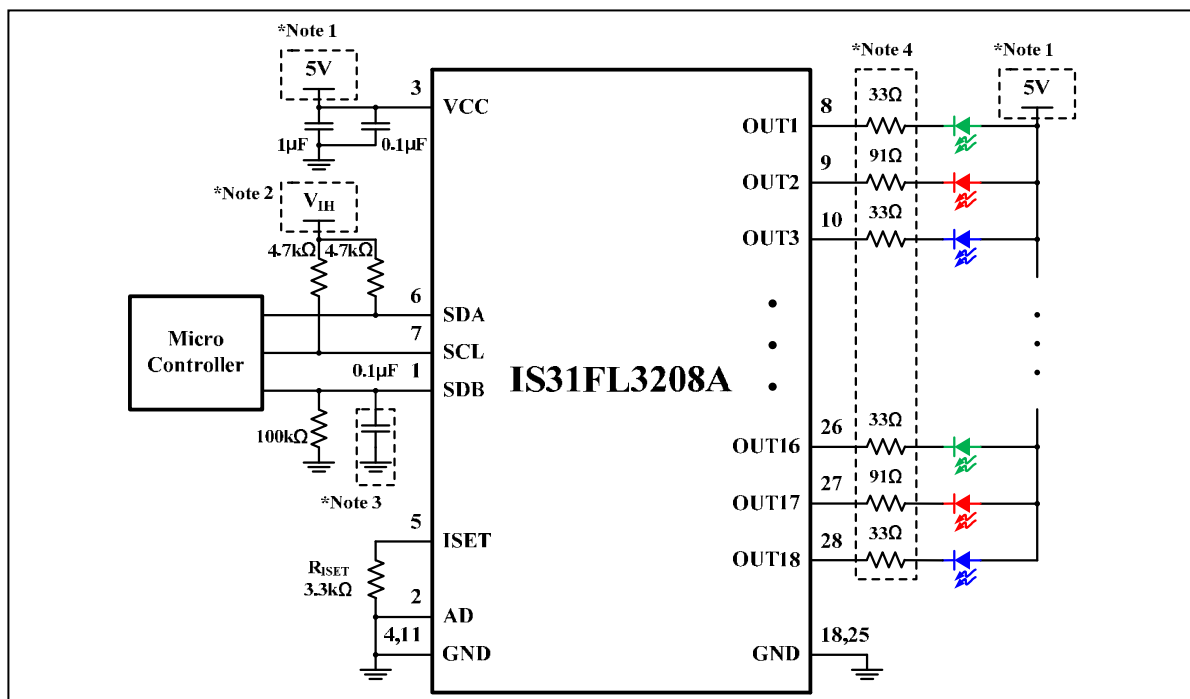 *Note 1
5V
3
VCC
1µF
0.1µF
*Note 2
VIH
4.7kΩ
4.7kΩ
Micro
Controller
6
SDA
7
SCL
0.1µF
1
SDB
100kΩ
*Note 3
5
ISET
RISET
3.3kΩ
2
AD
4,11
GND
IS31FL3208A
*Note 4
*Note 1
5V
33Ω
8
OUT1
91Ω
9
OUT2
33Ω
10
OUT3
33Ω
26
OUT16
91Ω
27
OUT17
33Ω
28
OUT18
18,25
GND